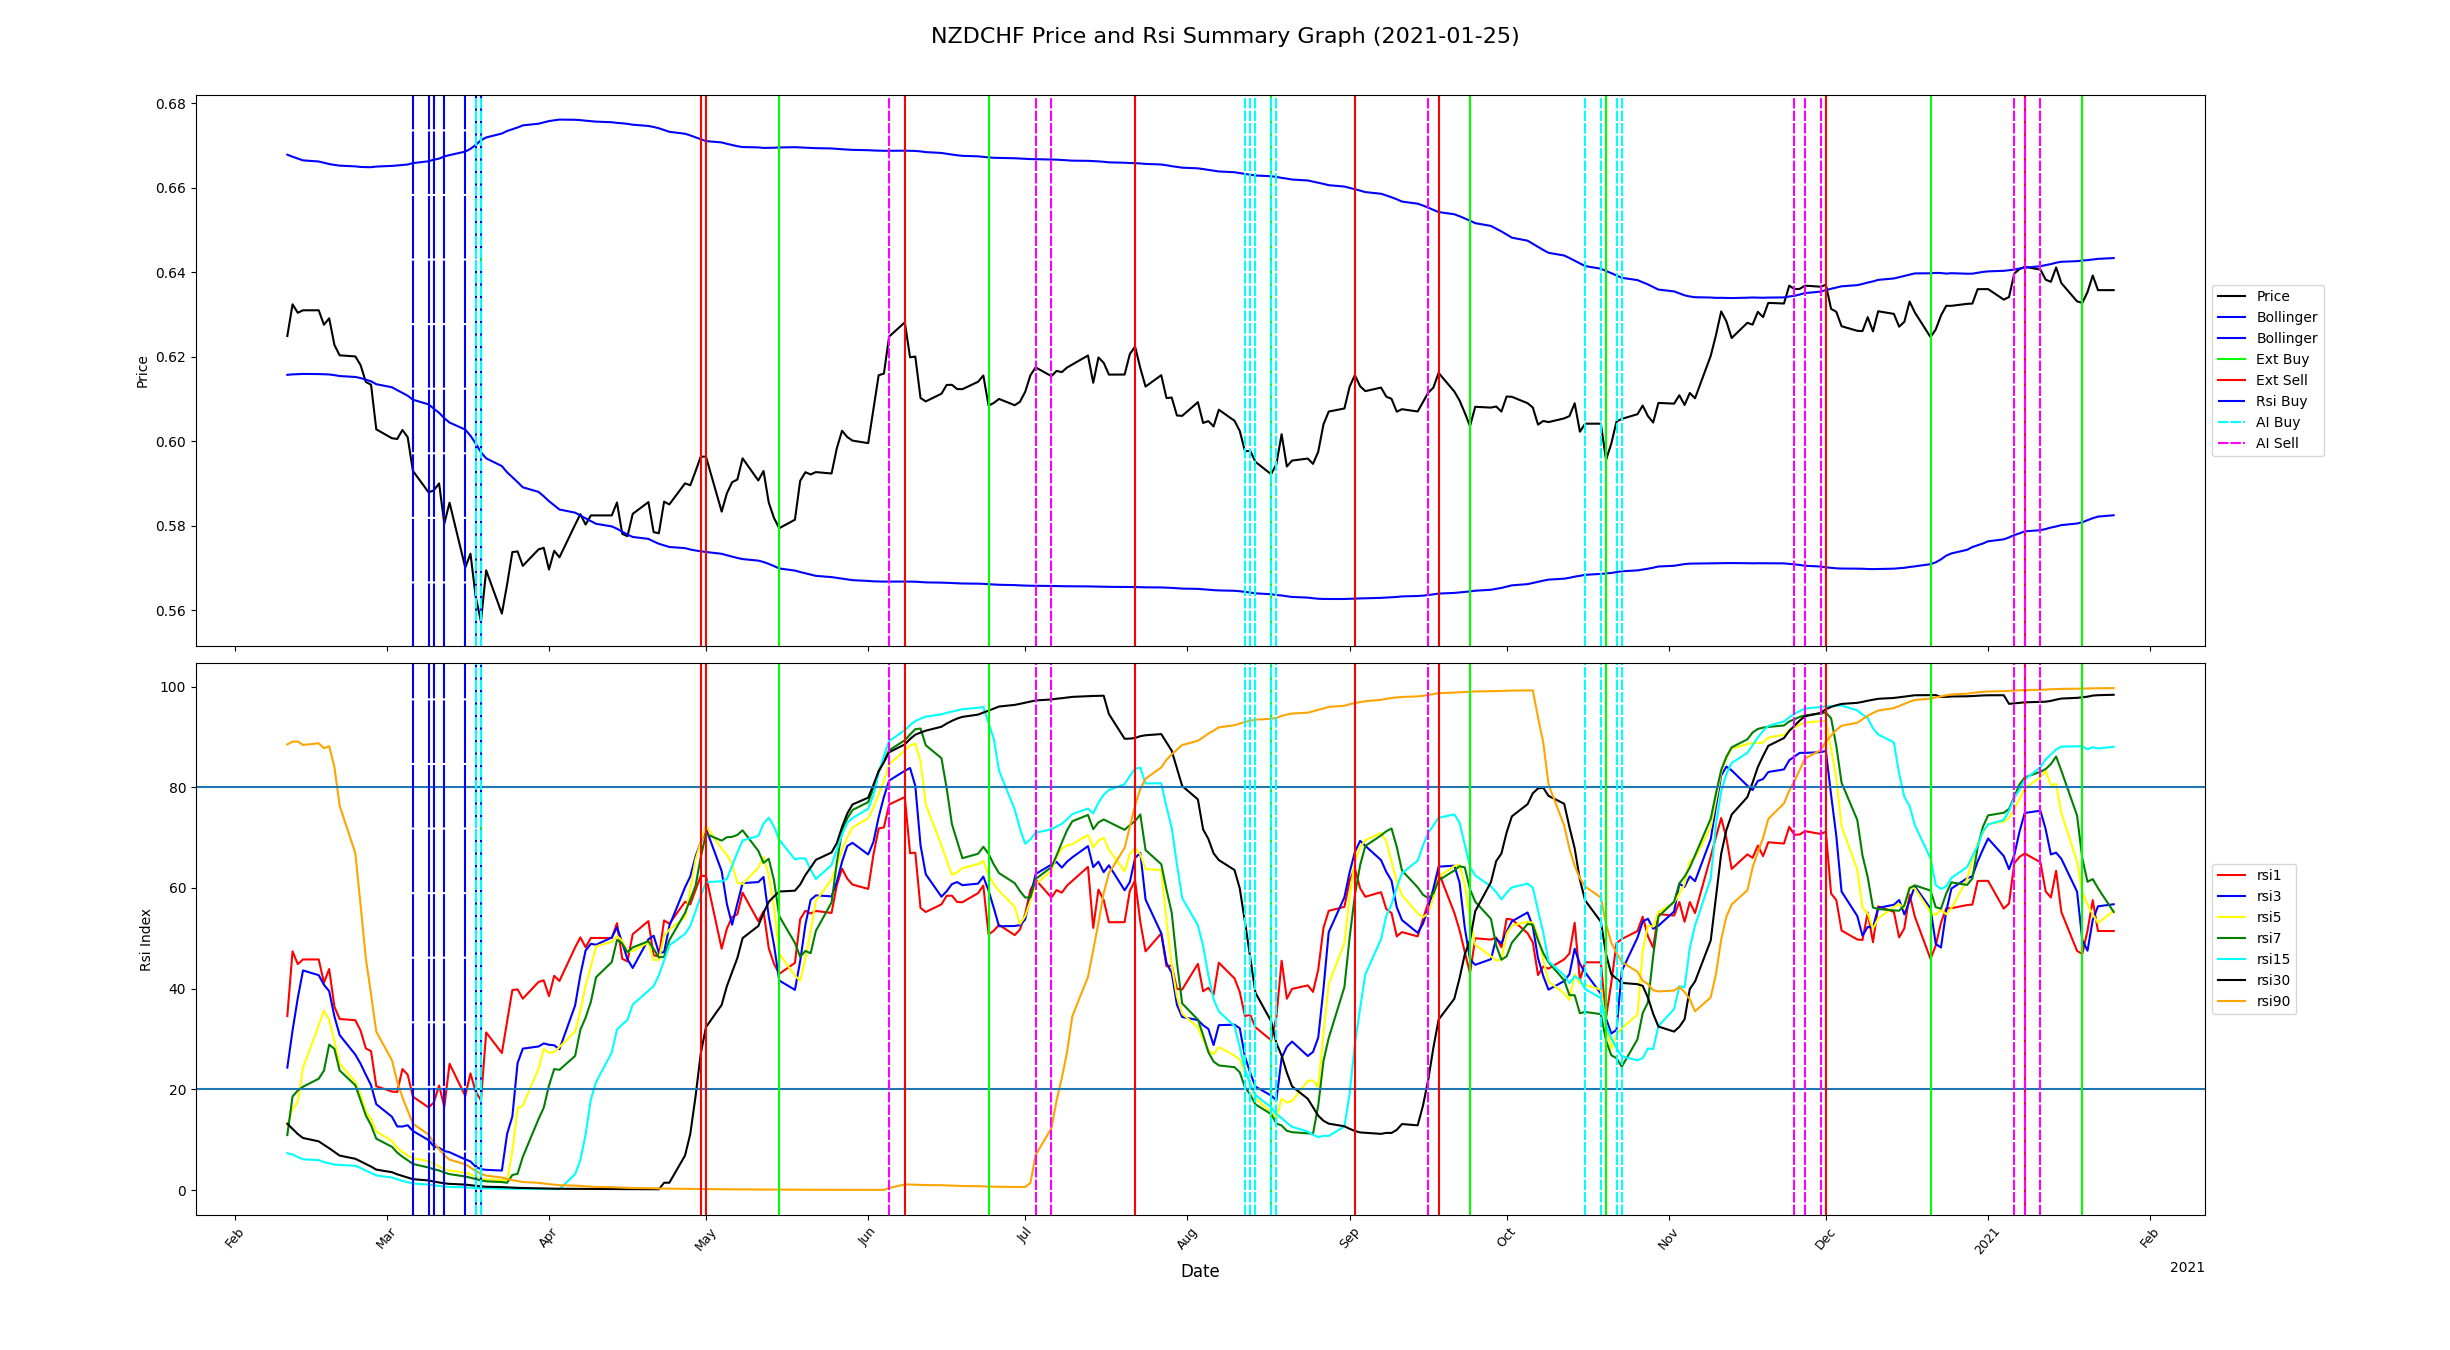 NZDCHF Price and Rsi Summary Graph (2021-01-25)
0.68
0.66
0.64
0.62
0.60
0.58
0.56
Price
Price
Bollinger
Bollinger
Ext Buy
Ext Sell
Rsi Buy
AI Buy
AI Sell
100
80
60
40
20
0
Rsi Index
rsi1
rsi3
rsi5
rsi7
rsi15
rsi30
rsi90
Feb
Mar
Apr
May
Jun
Jul
Aug
Sep
Oct
Nov
Dec
2021
Feb
Date
2021